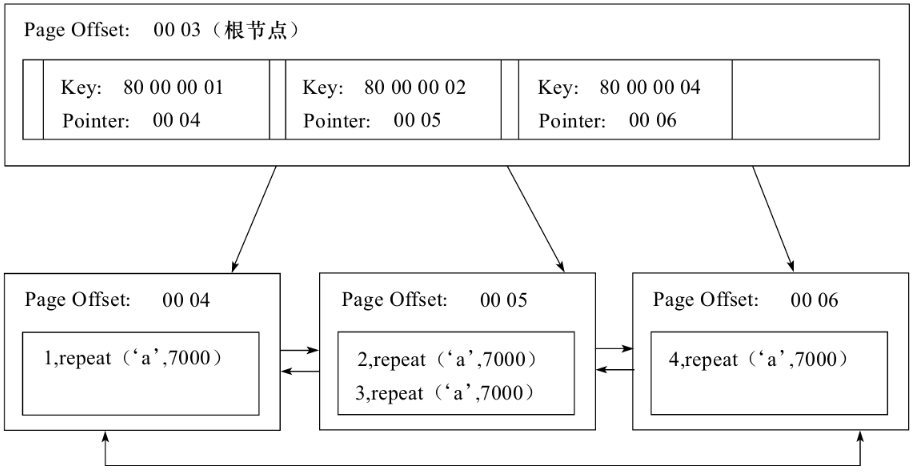 Page Offset: 00 03（根节点）
Key: 80 00 00 01
Pointer: 00 04
Key: 80 00 00 02
Pointer: 00 05
Key: 80 00 00 04
Pointer: 00 06
Page Offset: 00 04
1,repeat（‘a’,7000）
Page Offset: 00 05
2,repeat（‘a’,7000）
3,repeat（‘a’,7000）
Page Offset: 00 06
4,repeat（‘a’,7000）